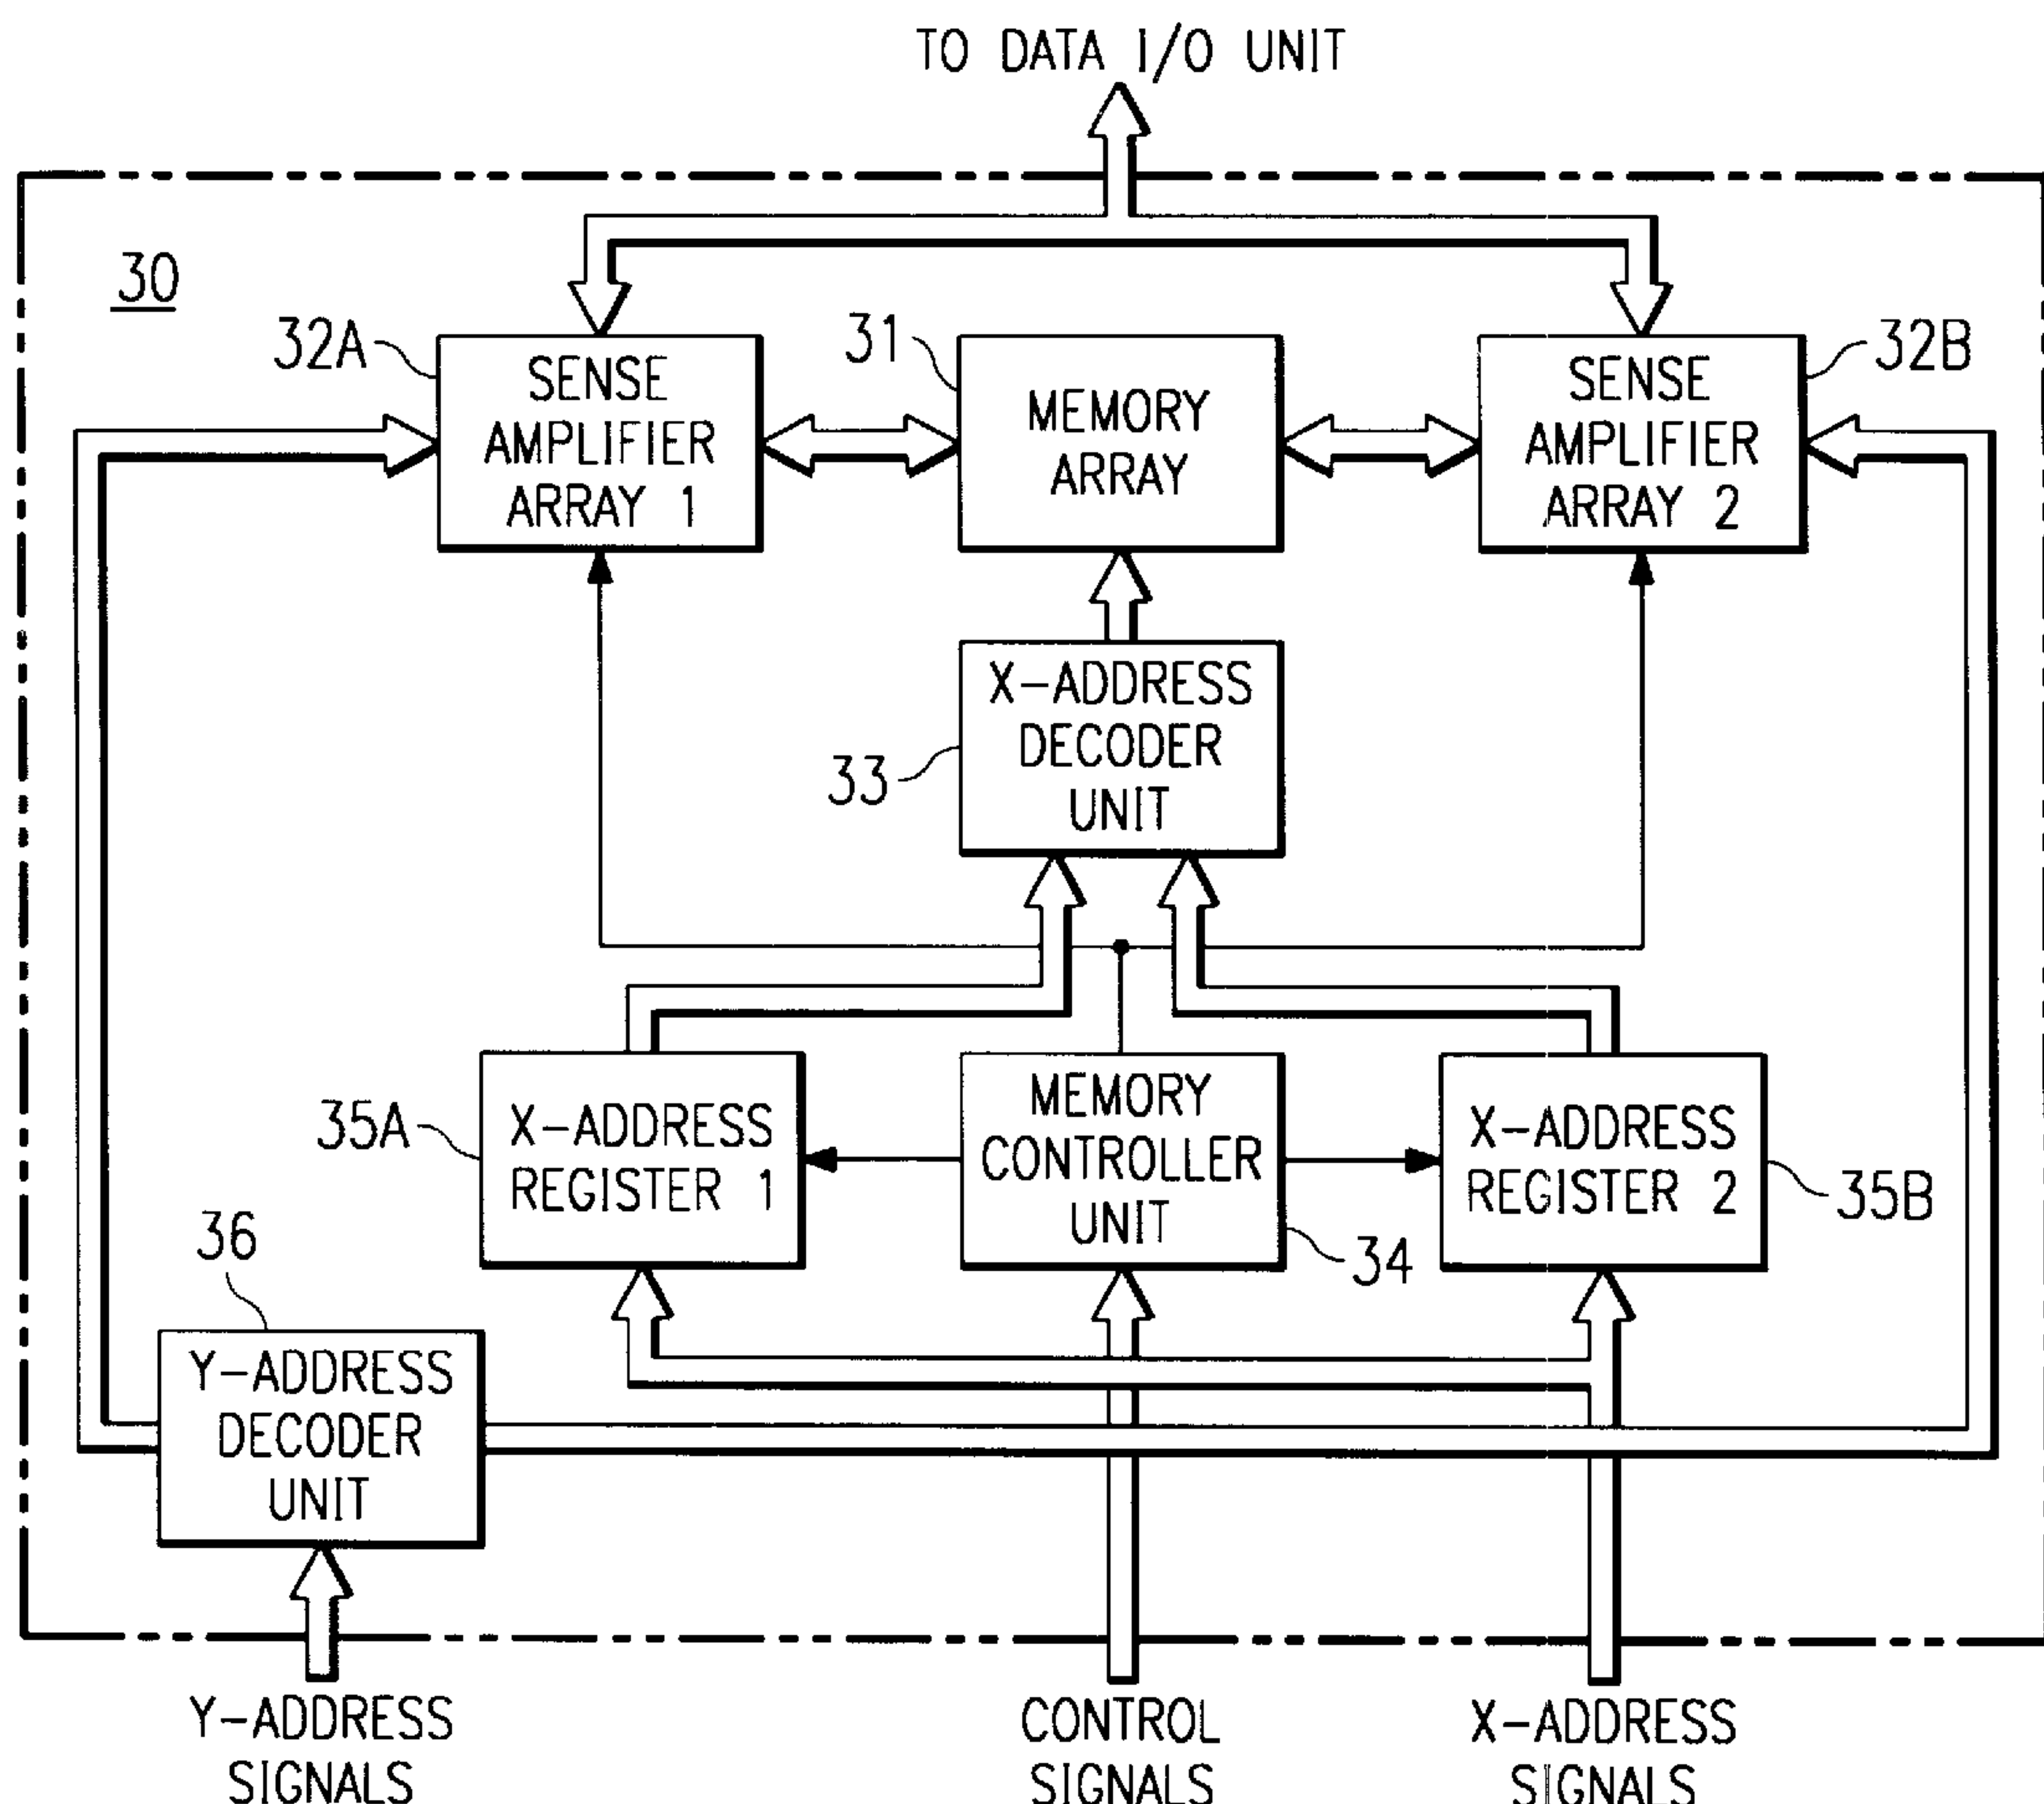 TO DATA I/O UNIT
30
32A
SENSE
AMPLIFIER
ARRAY 1
31
MEMORY
ARRAY
32B
SENSE
AMPLIFIER
ARRAY 2
33
X-ADDRESS
DECODER
UNIT
35A
X-ADDRESS
REGISTER 1
MEMORY
CONTROLLER
UNIT
34
X-ADDRESS
REGISTER 2
35B
36
Y-ADDRESS
DECODER
UNIT
Y-ADDRESS
SIGNALS
CONTROL
SIGNALS
X-ADDRESS
SIGNALS